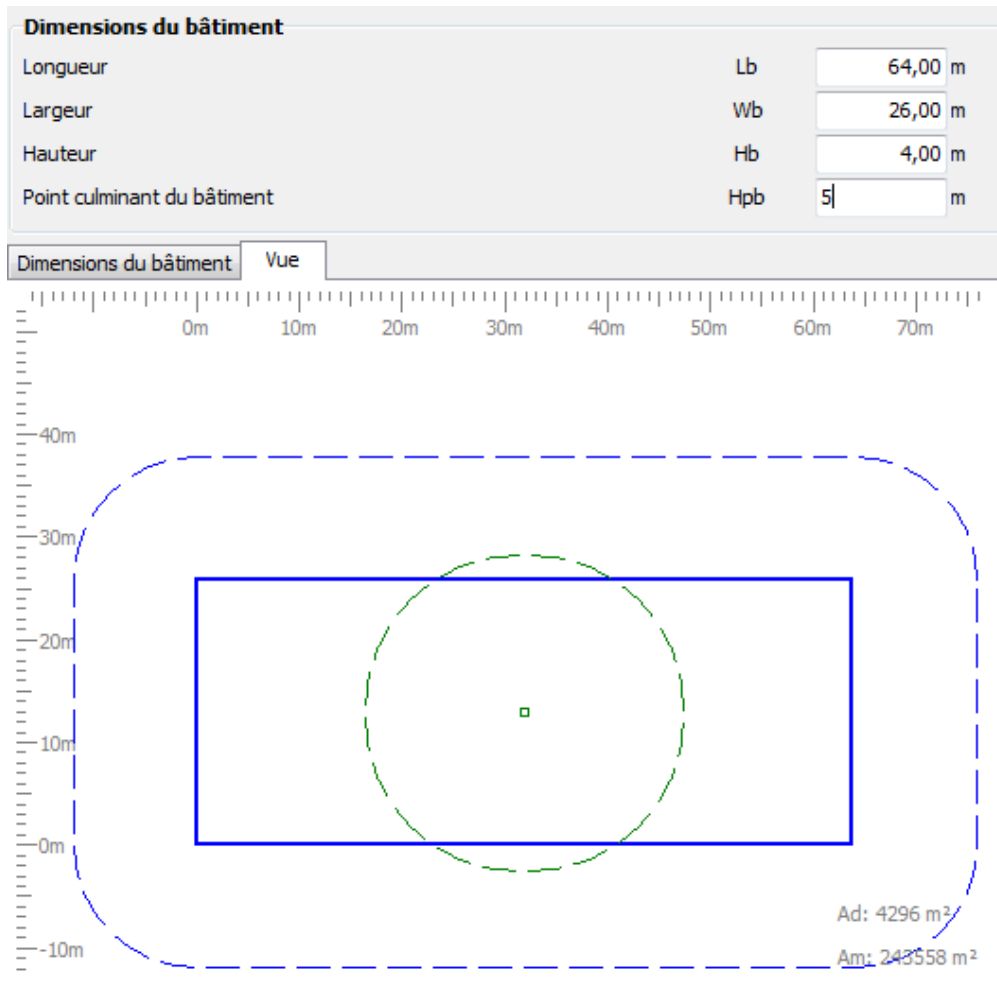 Dimensions du bâtiment
Longueur Lb 64,00 m
Largeur Wb 26,00 m
Hauteur Hb 4,00 m
Point culminant du bâtiment Hpb 5 m
Dimensions du bâtiment Vue
0m 10m 20m 30m 40m 50m 60m 70m
40m
30m
20m
10m
0m
Ad: 4296 m²
-10m
Am: 243558 m²